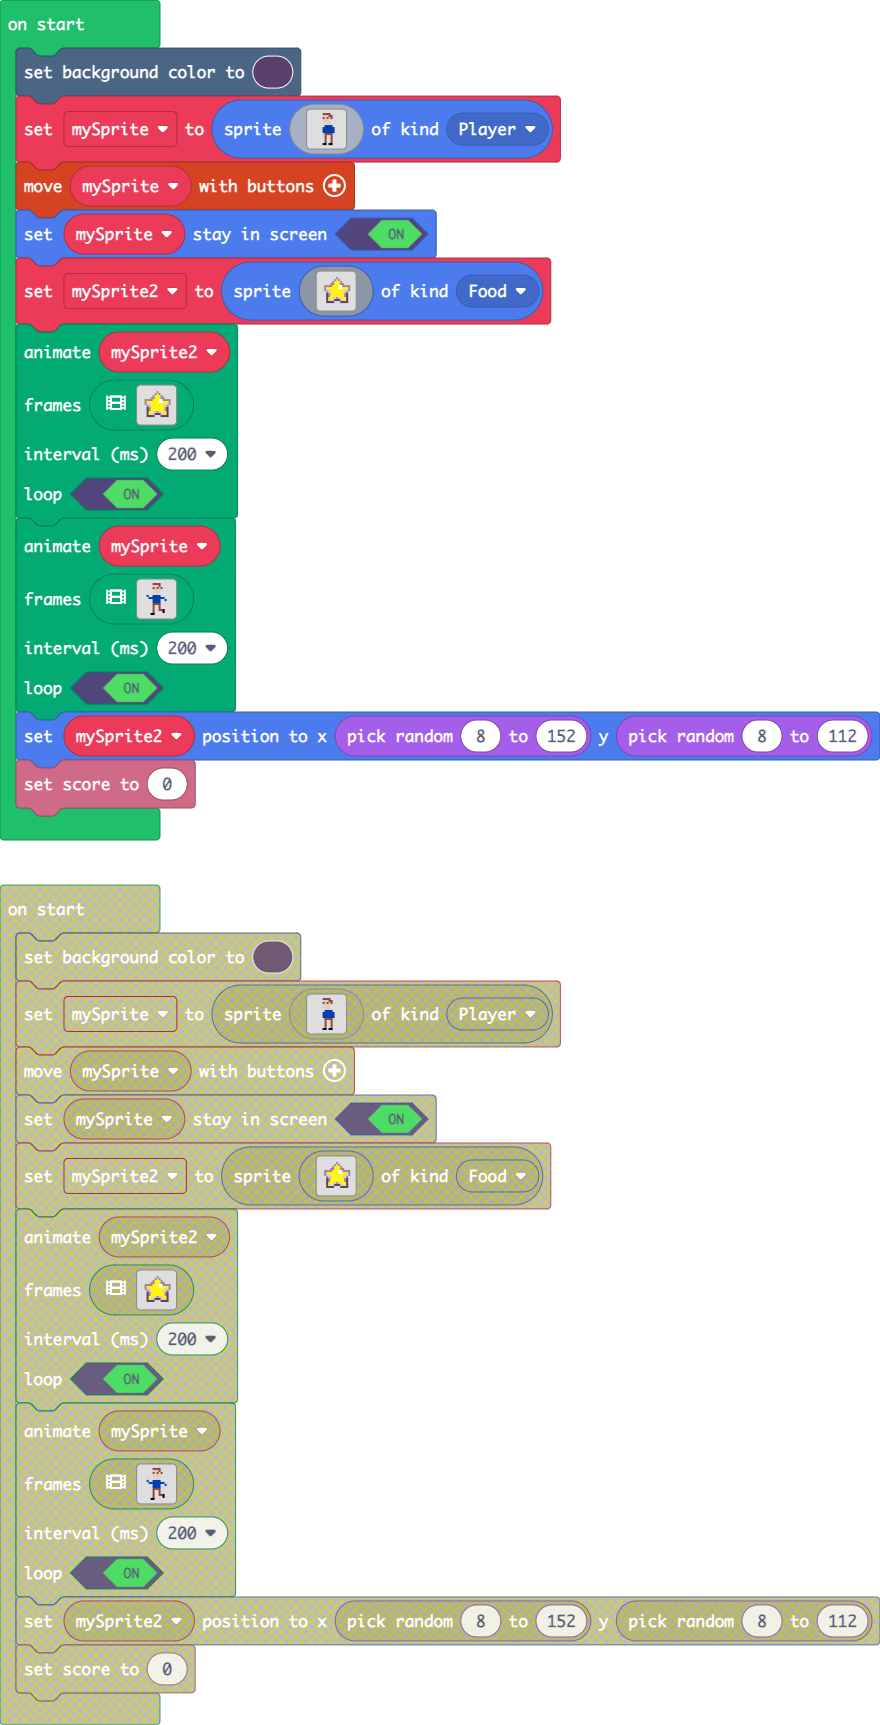 on start
set background color to
set mySprite to sprite of kind Player
move mySprite with buttons
set mySprite stay in screen ON
set mySprite2 to sprite of kind Food
animate mySprite2
frames
interval (ms) 200
loop ON
animate mySprite
frames
interval (ms) 200
loop ON
set mySprite2 position to x pick random 8 to 152 y pick random 8 to 112
set score to 0
on start
set background color to
set mySprite to sprite of kind Player
move mySprite with buttons
set mySprite stay in screen ON
set mySprite2 to sprite of kind Food
animate mySprite2
frames
interval (ms) 200
loop ON
animate mySprite
frames
interval (ms) 200
loop ON
set mySprite2 position to x pick random 8 to 152 y pick random 8 to 112
set score to 0